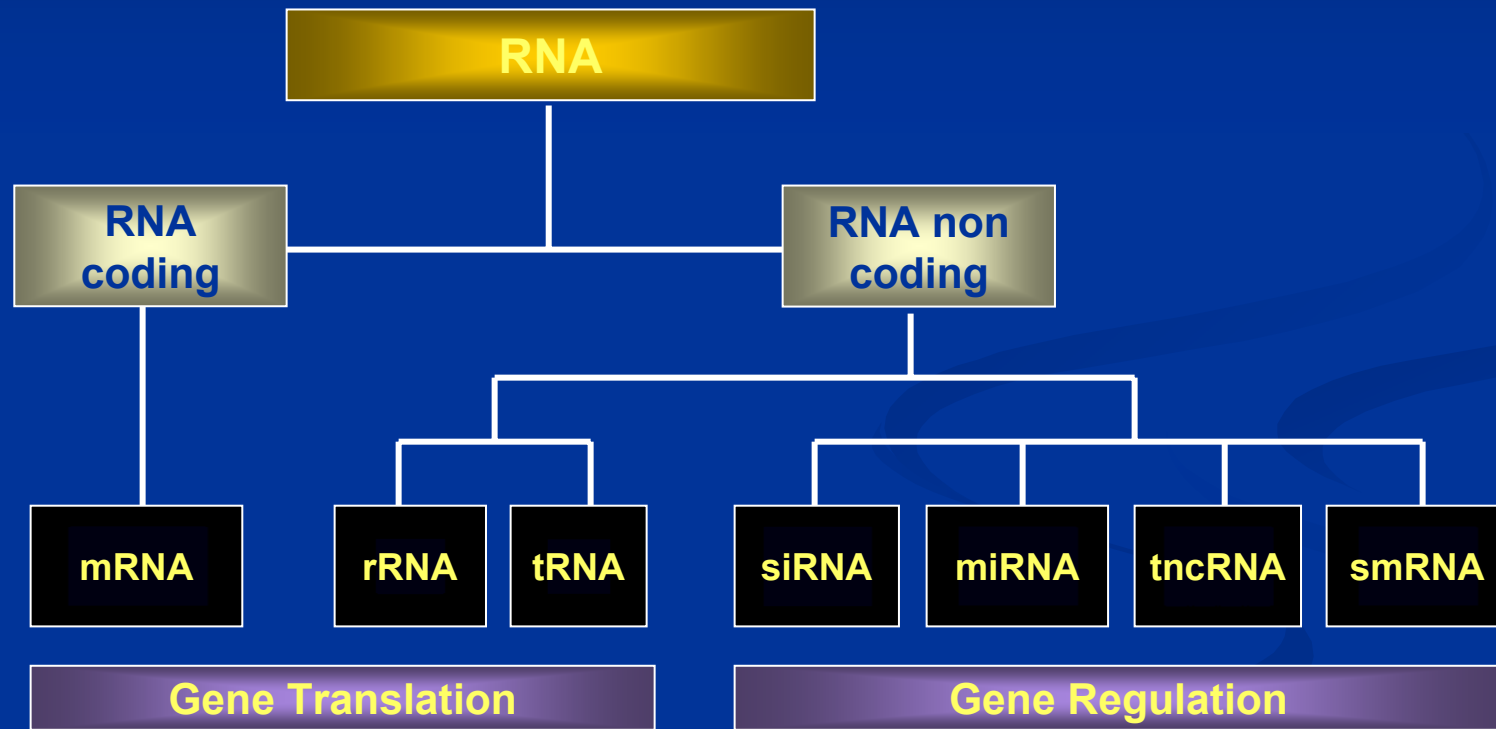 RNA
RNA
coding
RNA non
coding
mRNA
rRNA
tRNA
siRNA
miRNA
tncRNA
smRNA
Gene Translation
Gene Regulation